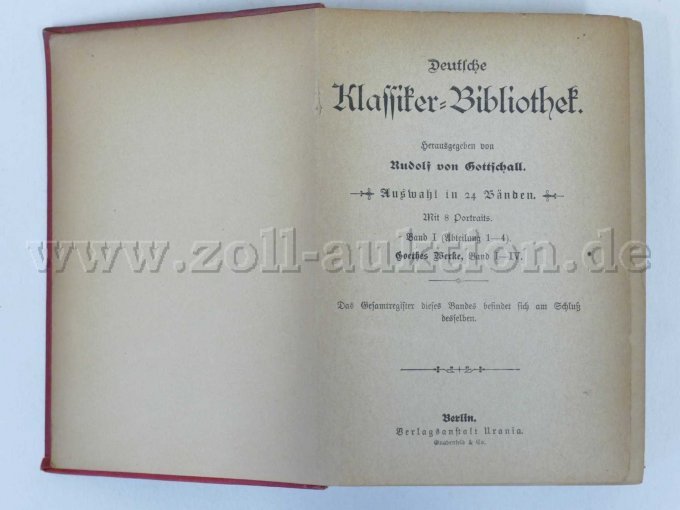 Deutsche
Klassiker=Bibliothek.
Herausgegeben von
Rudolf von Gottschall.
Auswahl in 24 Bänden.
Mit 8 Portraits.
Band I (Abteilung 1—4).
Goethes Werke, Band I—IV.
www.zoll-auktion.de
Das Gesamtregister dieses Bandes befindet sich am Schluß
desselben.
Berlin.
Verlagsanstalt Urania.
Gnadenfeld & Co.